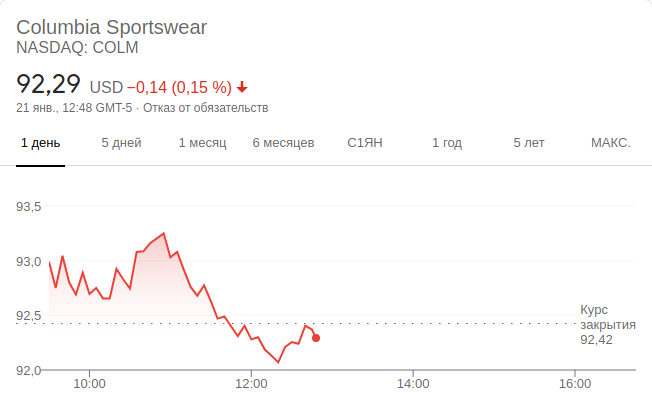 Columbia Sportswear
NASDAQ: COLM
92,29 USD −0,14 (0,15 %)
21 янв., 12:48 GMT-5 · Отказ от обязательств
1 день 5 дней 1 месяц 6 месяцев С1ЯН 1 год 5 лет МАКС.
93,5
93,0
92,5
Курс
закрытия
92,42
92,0
10:00 12:00 14:00 16:00